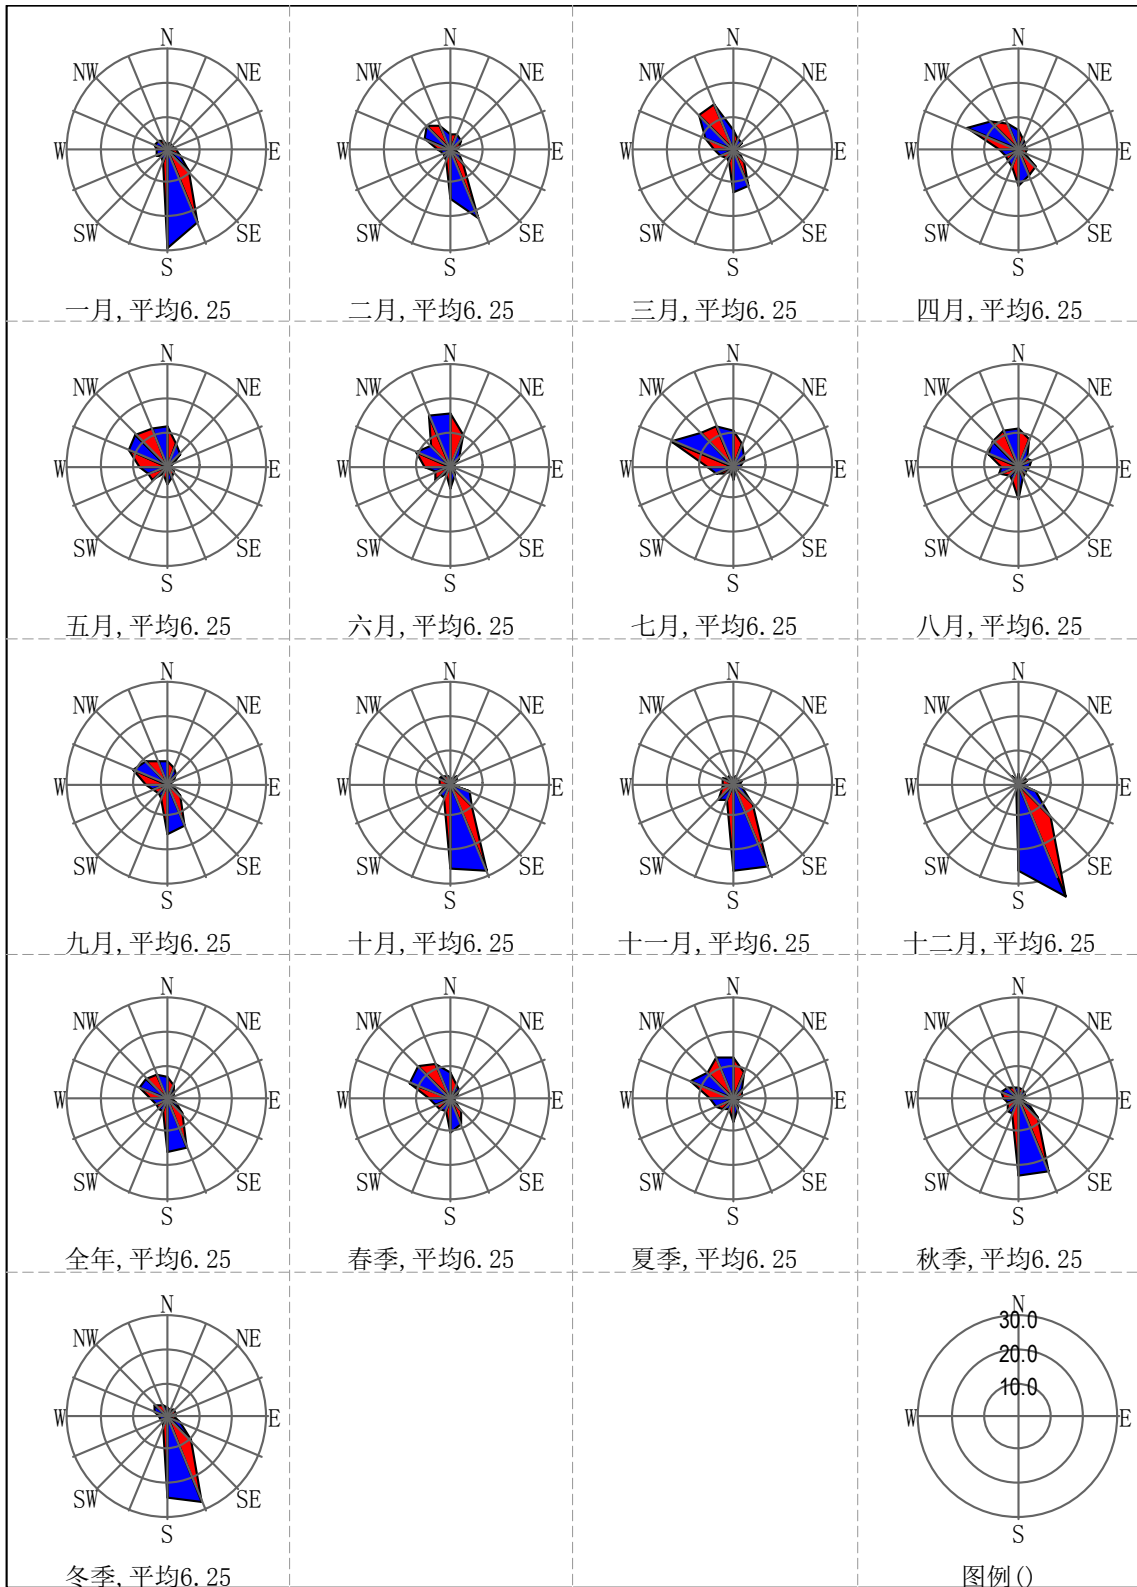 N N N N
NW NE NW NE NW NE NW NE
W E W E W E W E
SW SE SW SE SW SE SW SE
S S S S
一月,平均6.25 二月,平均6.25 三月,平均6.25 四月,平均6.25
N N N N
NW NE NW NE NW NE NW NE
W E W E W E W E
SW SE SW SE SW SE SW SE
S S S S
五月,平均6.25 六月,平均6.25 七月,平均6.25 八月,平均6.25
N N N N
NW NE NW NE NW NE NW NE
W E W E W E W E
SW SE SW SE SW SE SW SE
S S S S
九月,平均6.25 十月,平均6.25 十一月,平均6.25 十二月,平均6.25
N N N N
NW NE NW NE NW NE NW NE
W E W E W E W E
SW SE SW SE SW SE SW SE
S S S S
全年,平均6.25 春季,平均6.25 夏季,平均6.25 秋季,平均6.25
N N
30.0
NW NE
20.0
10.0
W E W E
SW SE
S S
冬季,平均6.25 图例()